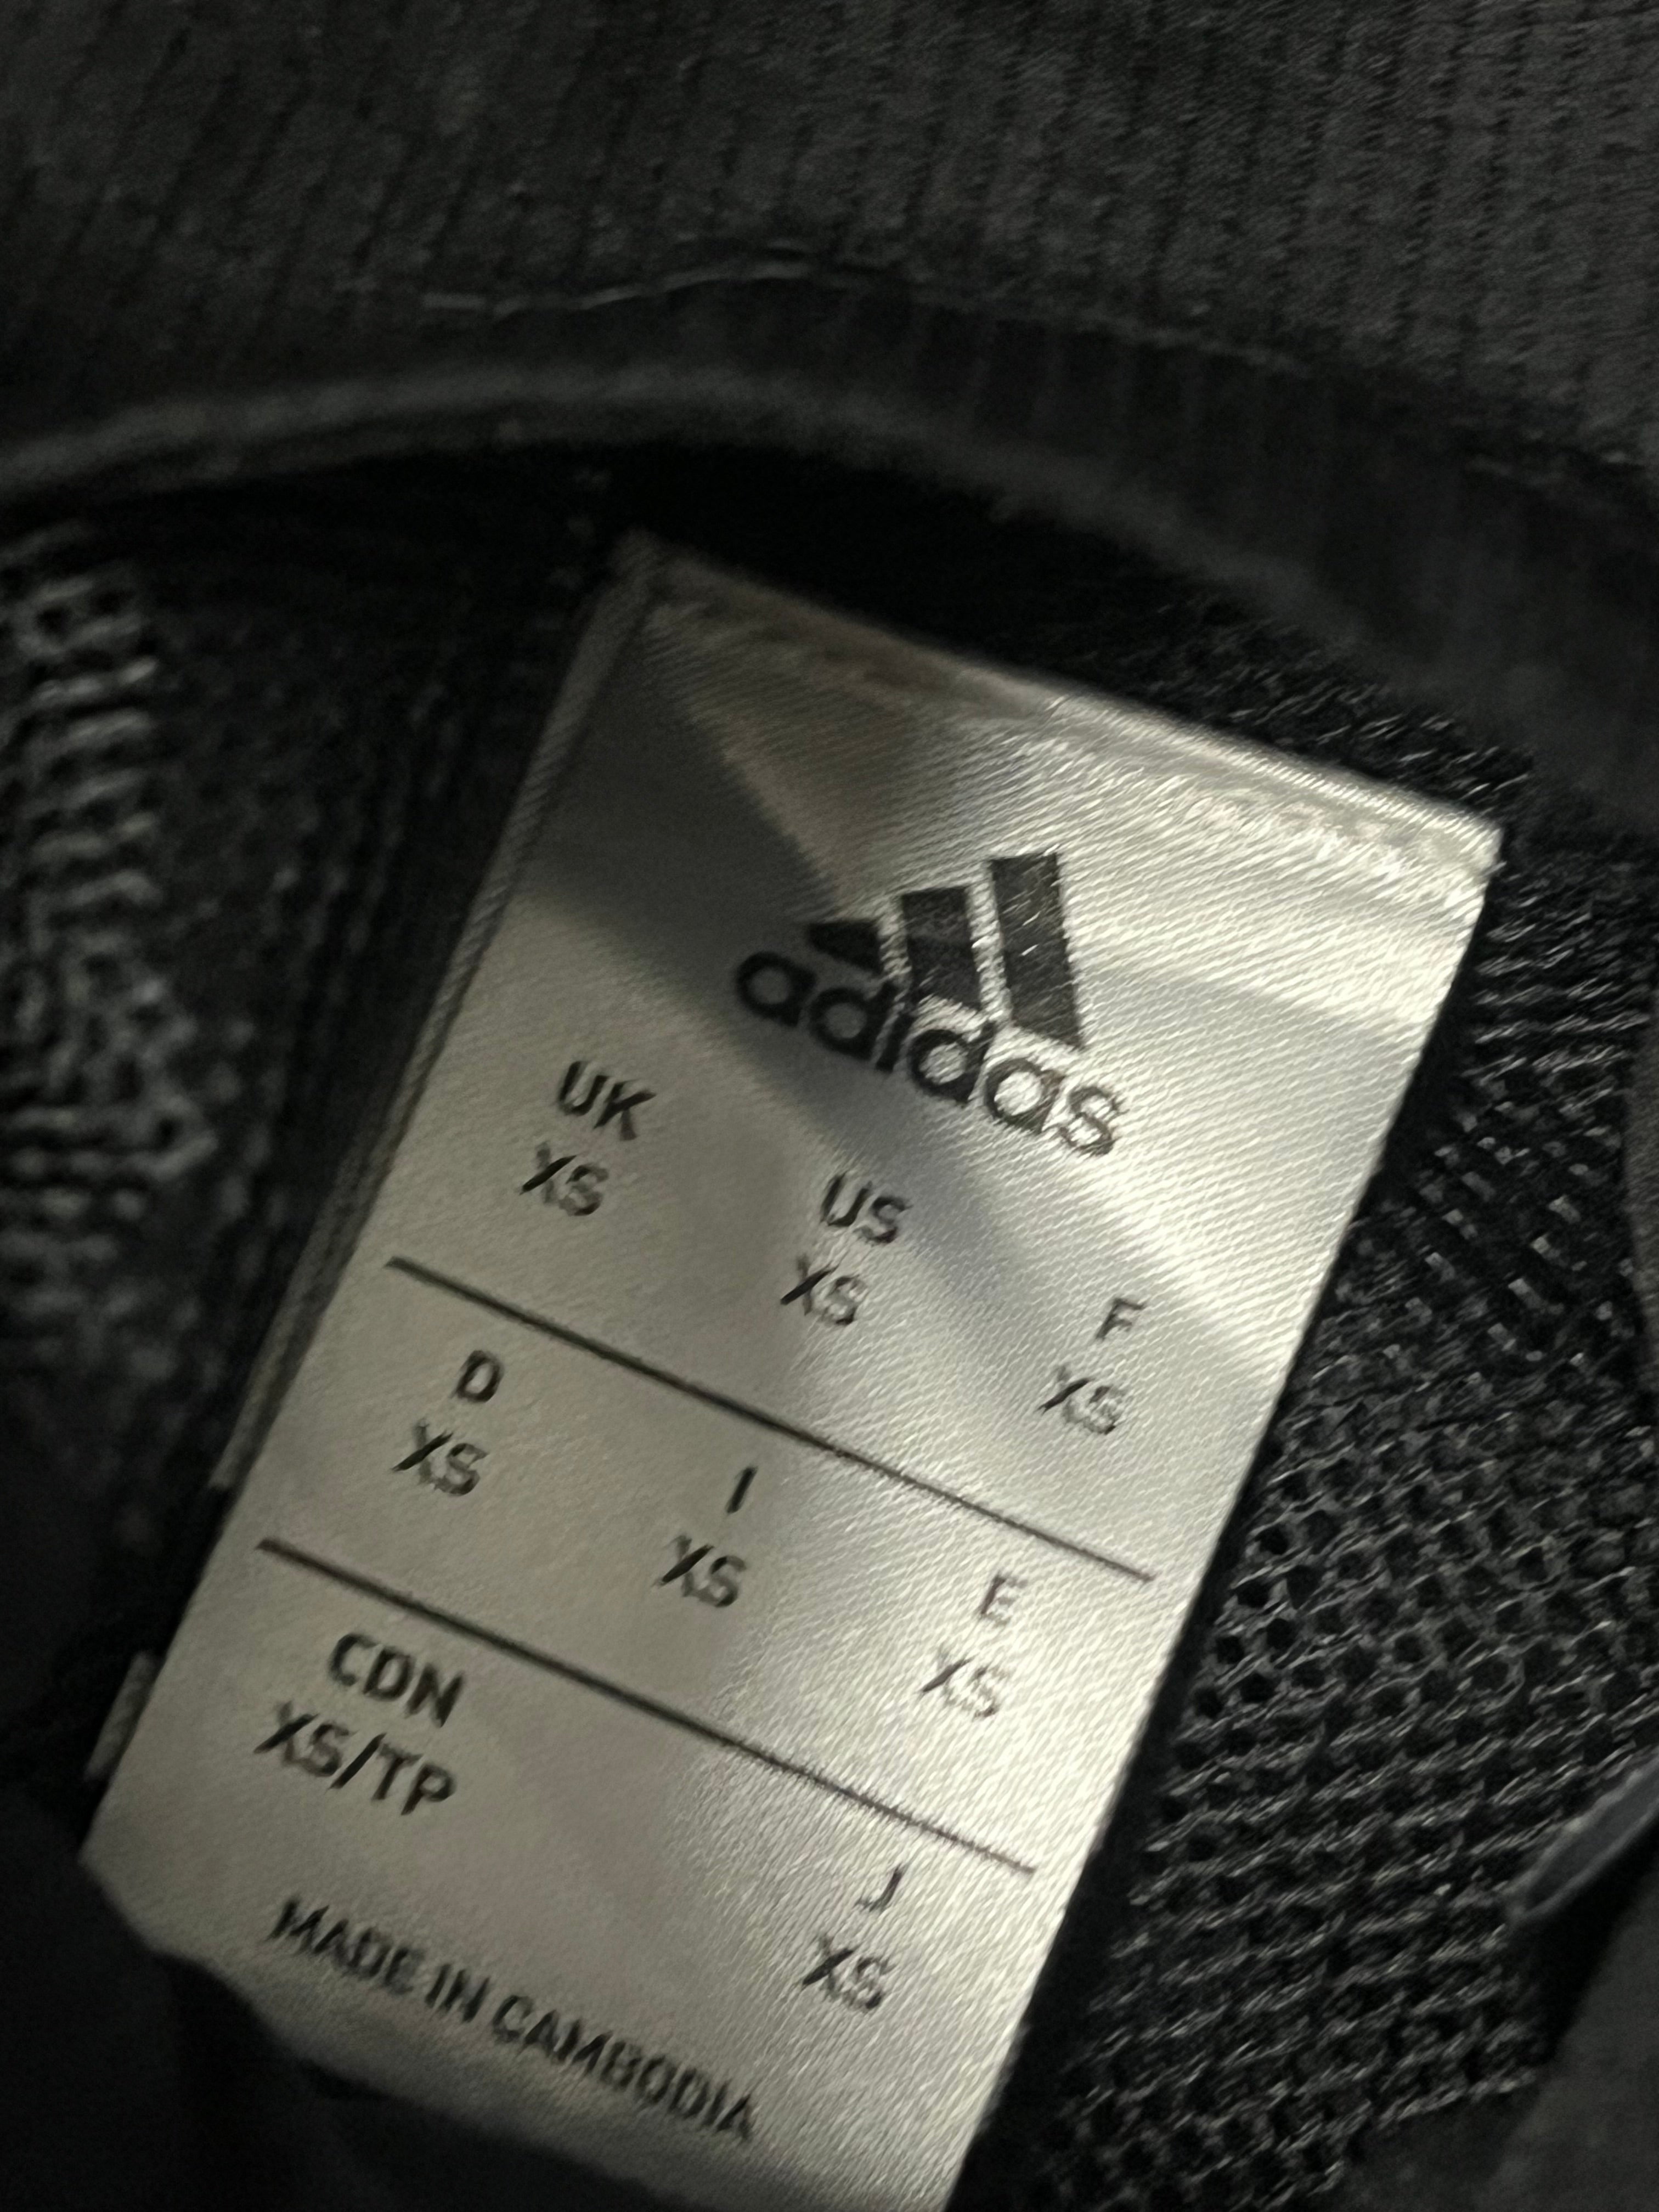 adidas
UK US F
XS XS XS
D I E
XS XS XS
CDN J
XS/TP XS
MADE IN CAMBODIA